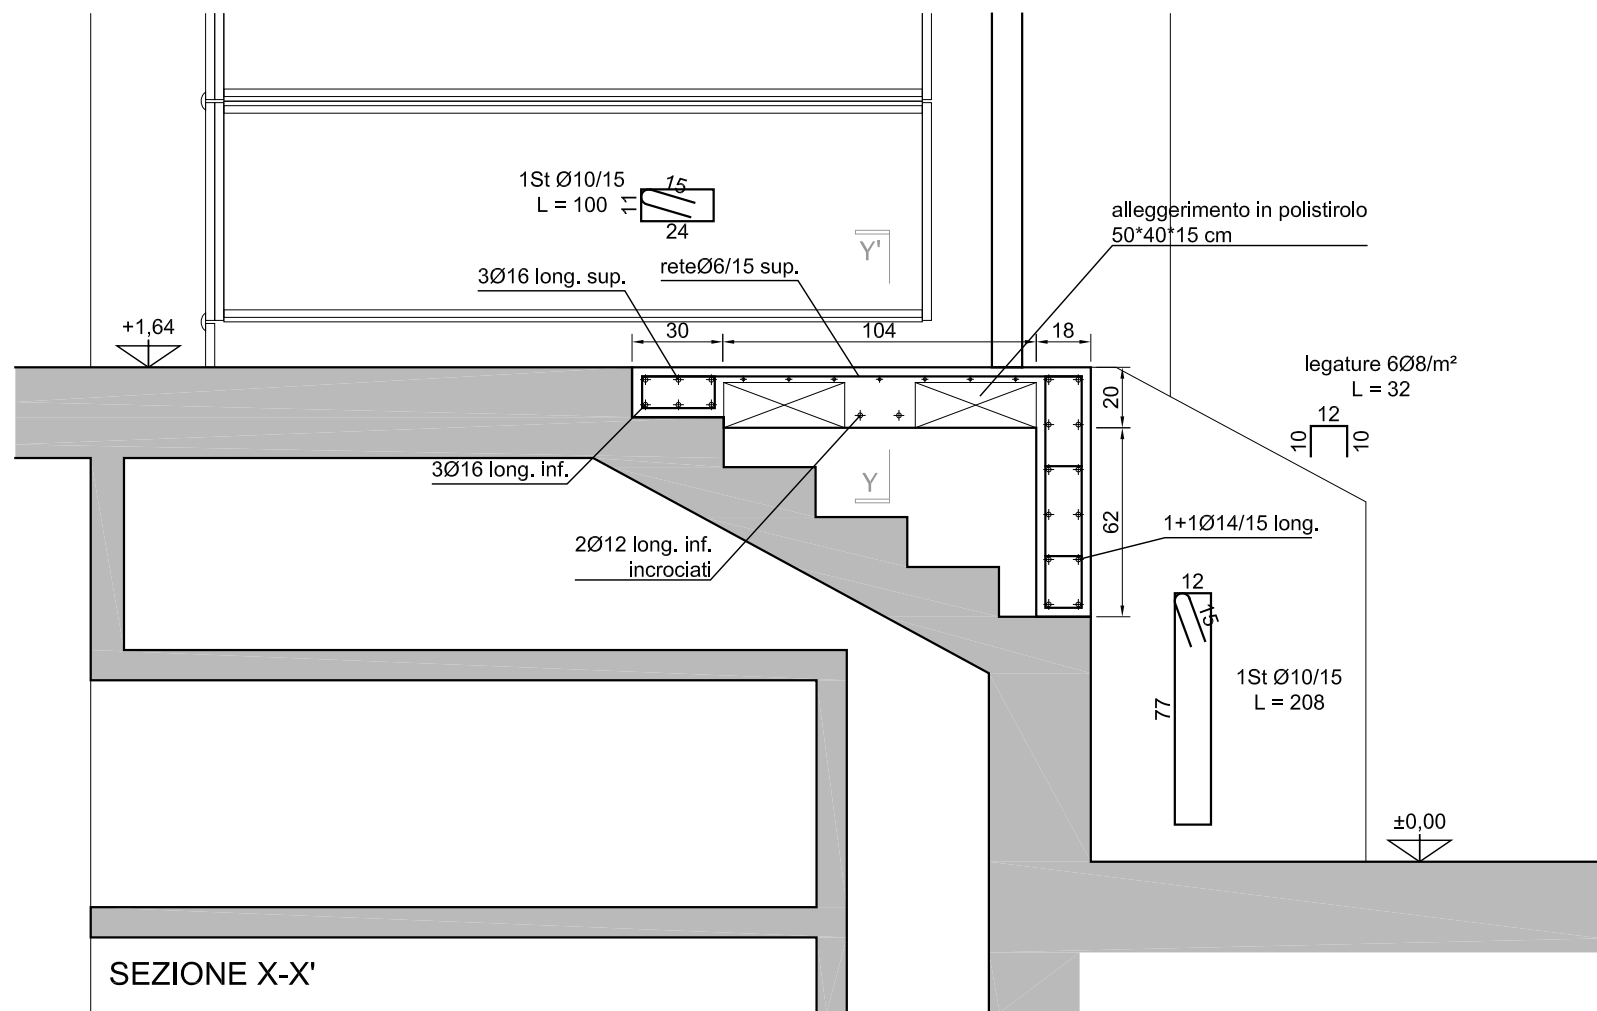 1St Ø10/15
L = 100
11
15
24
Y'
alleggerimento in polistirolo
50*40*15 cm
3Ø16 long. sup.
reteØ6/15 sup.
+1,64
30
104
18
legature 6Ø8/m²
L = 32
12
10
10
20
3Ø16 long. inf.
Y
62
1+1Ø14/15 long.
2Ø12 long. inf.
incrociati
12
15
77
1St Ø10/15
L = 208
±0,00
SEZIONE X-X'